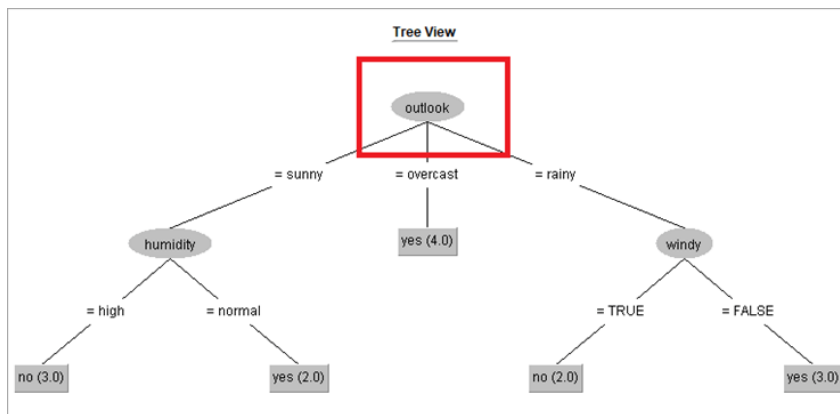 Tree View
outlook
= sunny
= overcast
= rainy
humidity
yes (4.0)
windy
= high
= normal
= TRUE
= FALSE
no (3.0)
yes (2.0)
no (2.0)
yes (3.0)